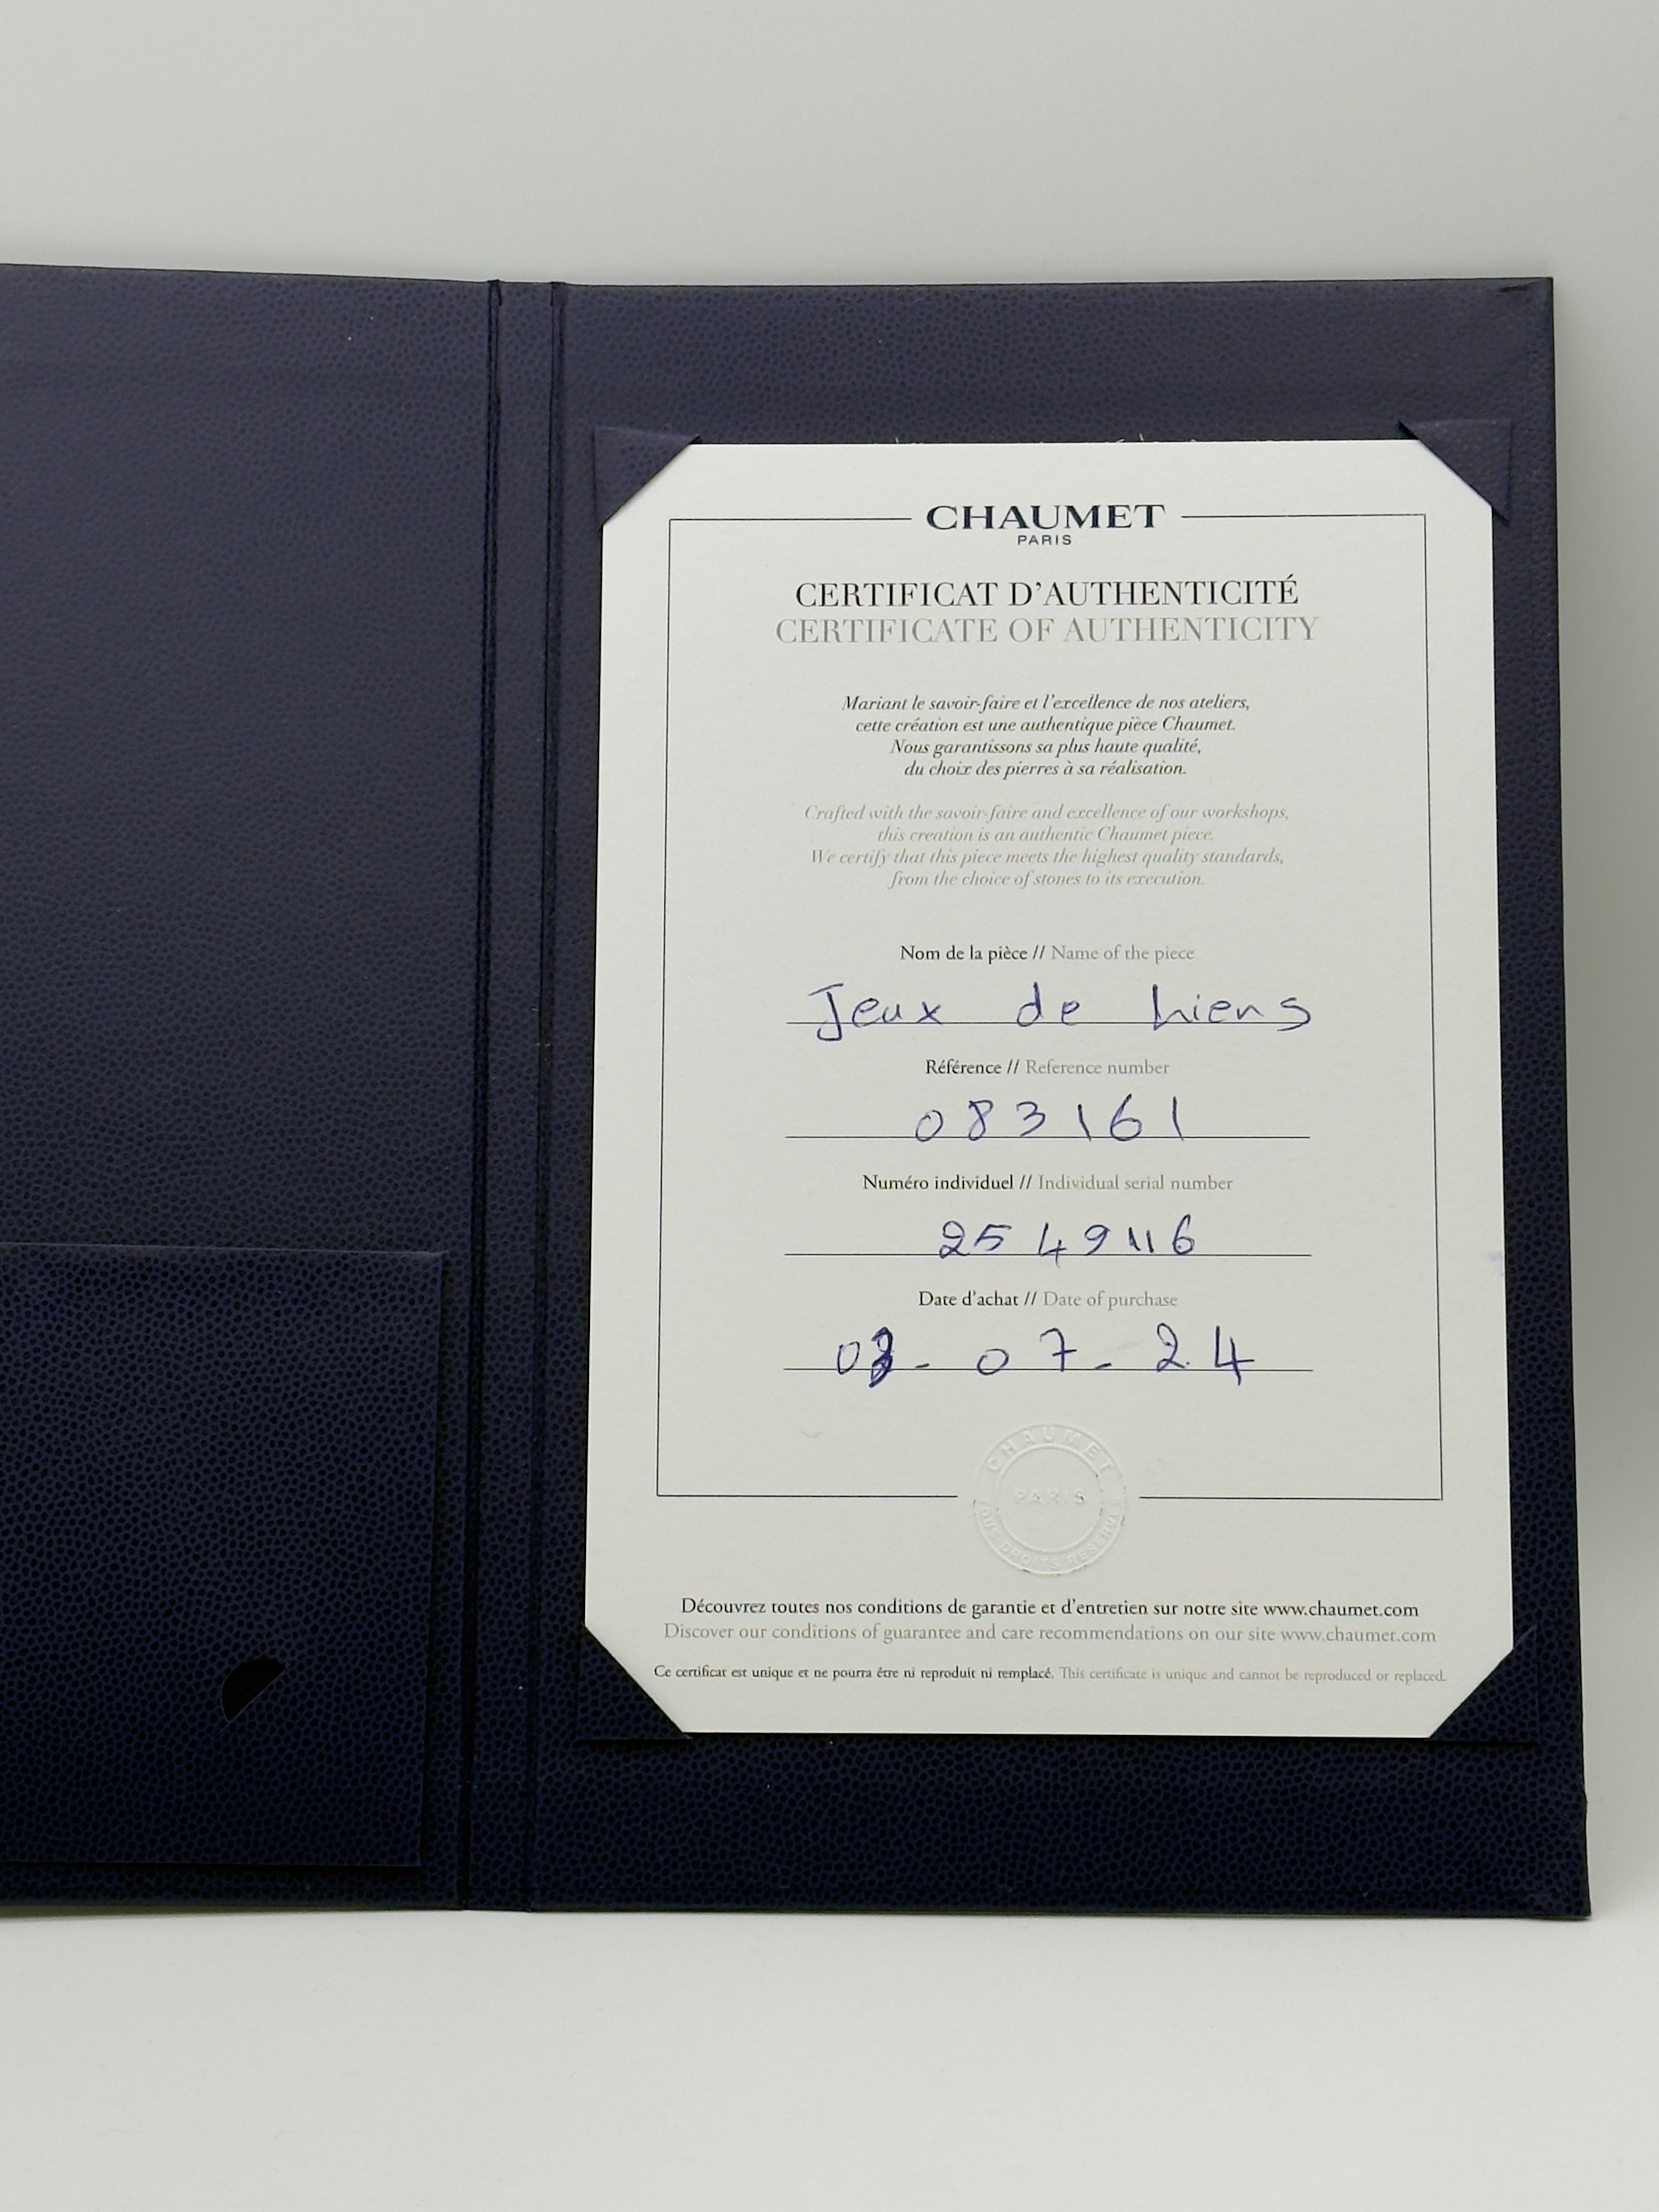 CHAUMET
PARIS
CERTIFICAT D'AUTHENTICITÉ
CERTIFICATE OF AUTHENTICITY
Mariant le savoir-faire et l'excellence de nos ateliers,
cette création est une authentique pièce Chaumet.
Nous garantissons sa plus haute qualité,
du choix des pierres à sa réalisation.
Crafted with the savoir-faire and excellence of our workshops,
this creation is an authentic Chaumet piece.
We certify that this piece meets the highest quality standards,
from the choice of stones to its execution.
Nom de la pièce // Name of the piece
Jeux de Liens
Référence // Reference number
083161
Numéro individuel // Individual serial number
2549116
Date d'achat // Date of purchase
- 07 - 24
CHAUMET
PARIS
TOUS DROITS RÉSERVÉS
Découvrez toutes nos conditions de garantie et d'entretien sur notre site www.chaumet.com
Discover our conditions of guarantee and care recommendations on our site www.chaumet.com
Ce certificat est unique et ne pourra être ni reproduit ni remplacé. This certificate is unique and cannot be reproduced or replaced.